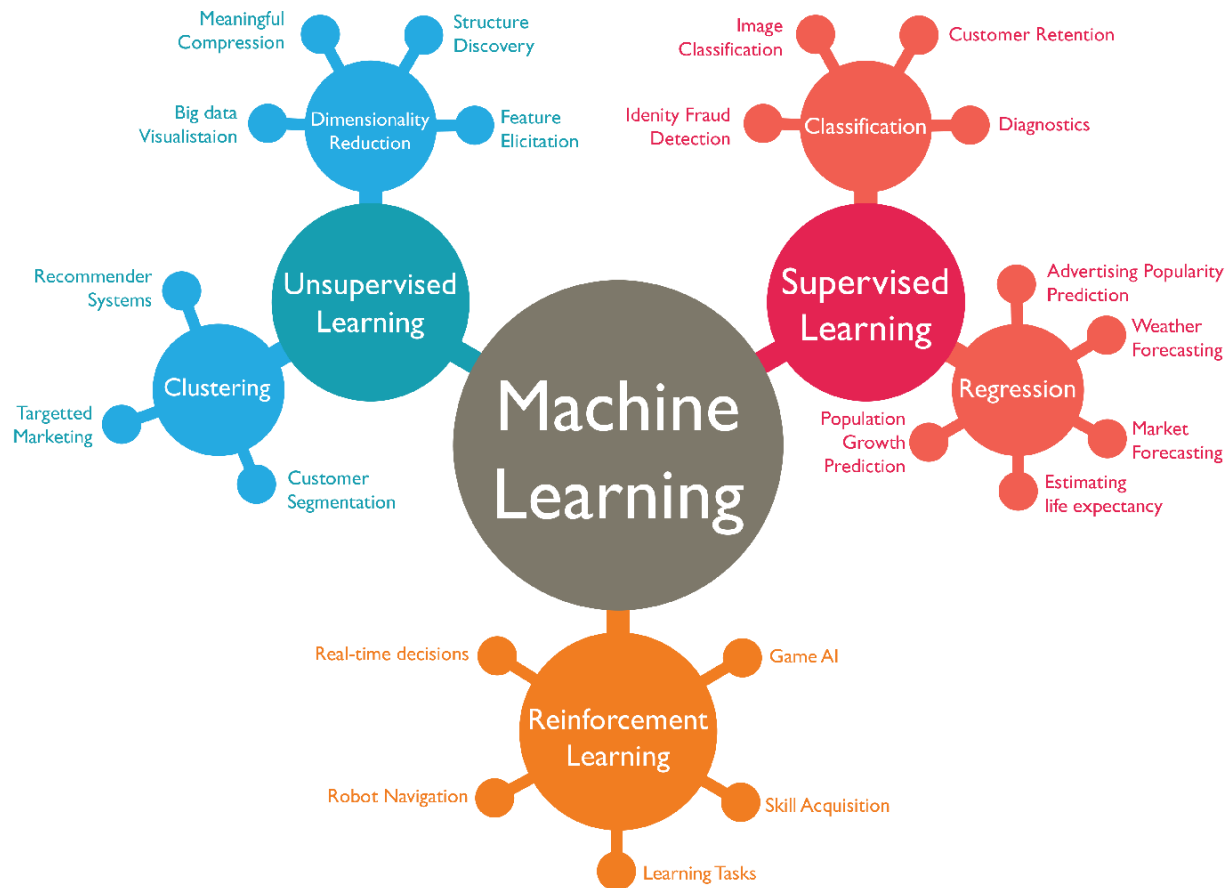 Meaningful
Compression
Structure
Discovery
Big data
Visualistaion
Dimensionality
Reduction
Feature
Elicitation
Unsupervised
Learning
Recommender
Systems
Clustering
Targetted
Marketing
Customer
Segmentation
Image
Classification
Customer Retention
Idenity Fraud
Detection
Classification
Diagnostics
Supervised
Learning
Advertising Popularity
Prediction
Weather
Forecasting
Regression
Population
Growth
Prediction
Market
Forecasting
Estimating
life expectancy
Machine
Learning
Real-time decisions
Game AI
Reinforcement
Learning
Robot Navigation
Skill Acquisition
Learning Tasks